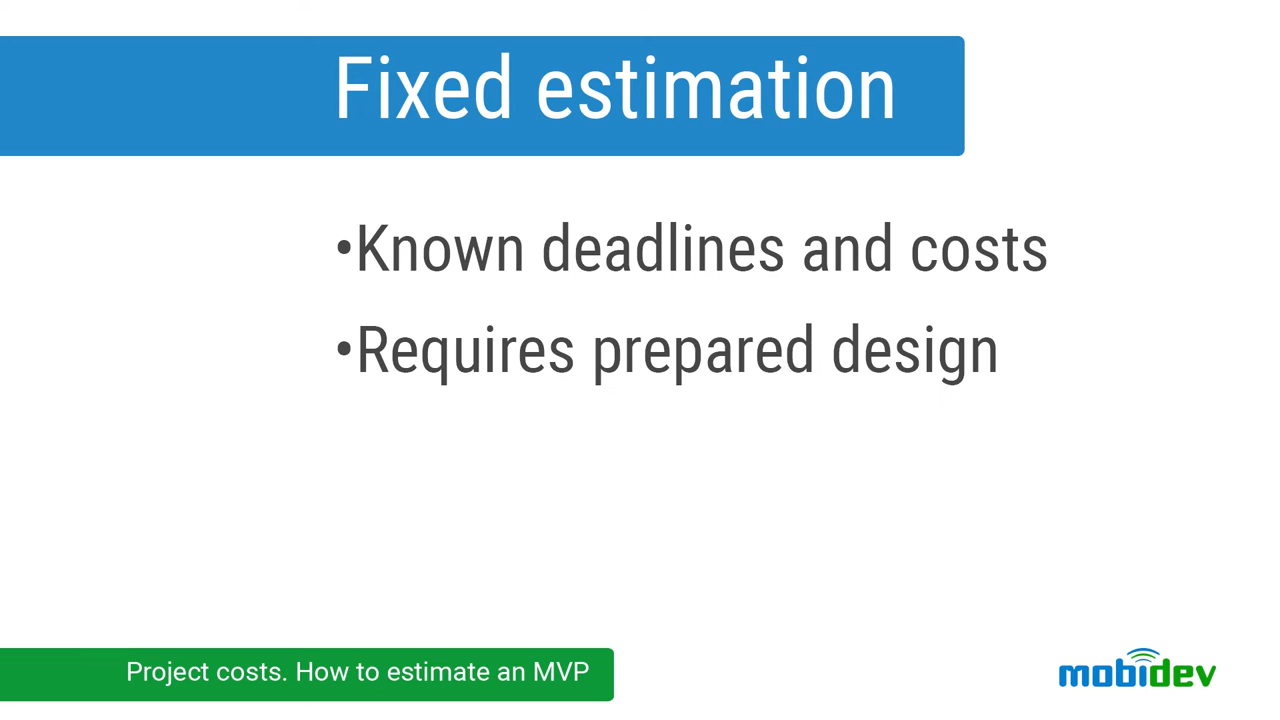 Fixed estimation
•Known deadlines and costs
•Requires prepared design
Project costs. How to estimate an MVP
mobidev